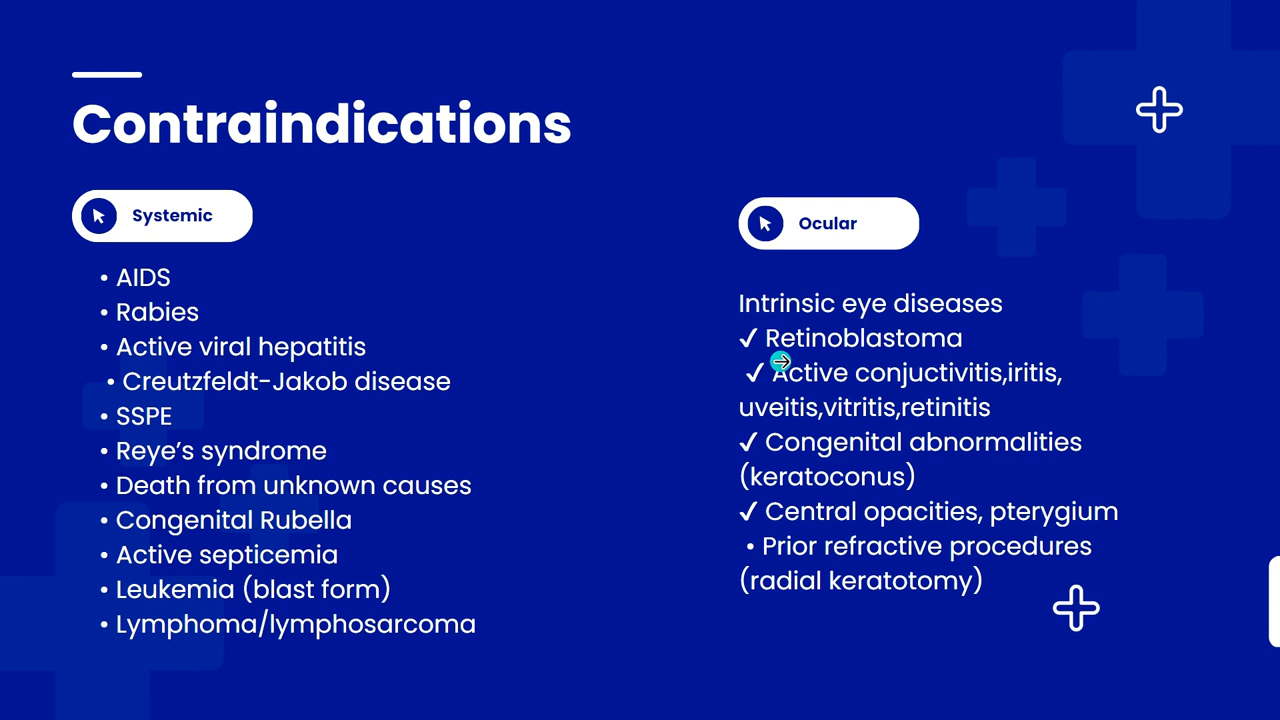 Contraindications
Systemic
• AIDS
• Rabies
• Active viral hepatitis
• Creutzfeldt-Jakob disease
• SSPE
• Reye’s syndrome
• Death from unknown causes
• Congenital Rubella
• Active septicemia
• Leukemia (blast form)
• Lymphoma/lymphosarcoma
Ocular
Intrinsic eye diseases
✓ Retinoblastoma
✓ Active conjuctivitis,iritis,
uveitis,vitritis,retinitis
✓ Congenital abnormalities
(keratoconus)
✓ Central opacities, pterygium
• Prior refractive procedures
(radial keratotomy)